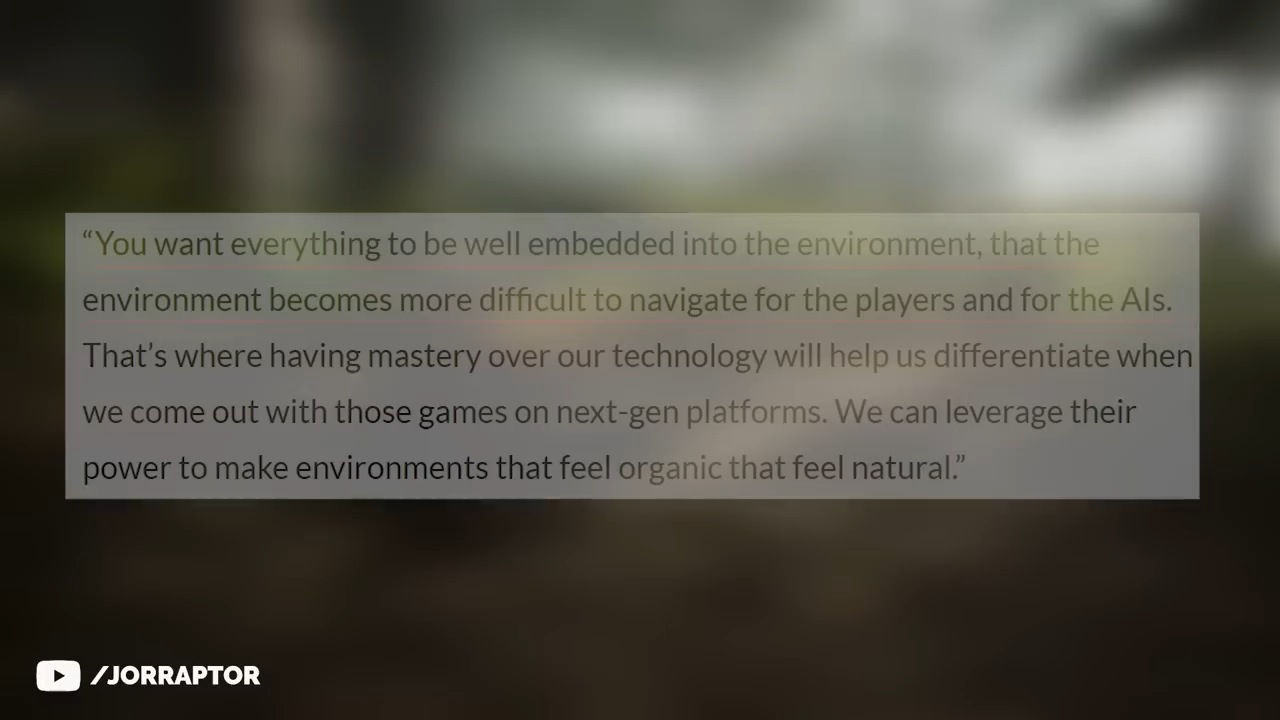 “You want everything to be well embedded into the environment, that the
environment becomes more difficult to navigate for the players and for the AIs.
That’s where having mastery over our technology will help us differentiate when
we come out with those games on next-gen platforms. We can leverage their
power to make environments that feel organic that feel natural.”
/JORRAPTOR